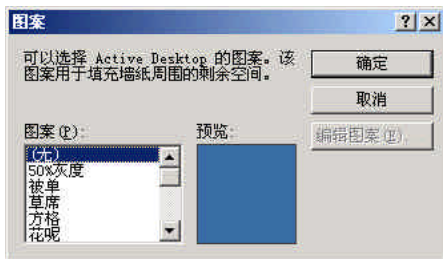 图案
可以选择 Active Desktop 的图案。该
图案用于填充墙纸周围的剩余空间。
确定
取消
图案(P):
预览:
编辑图案(E)...
(无)
50%灰度
被单
草席
方格
花呢